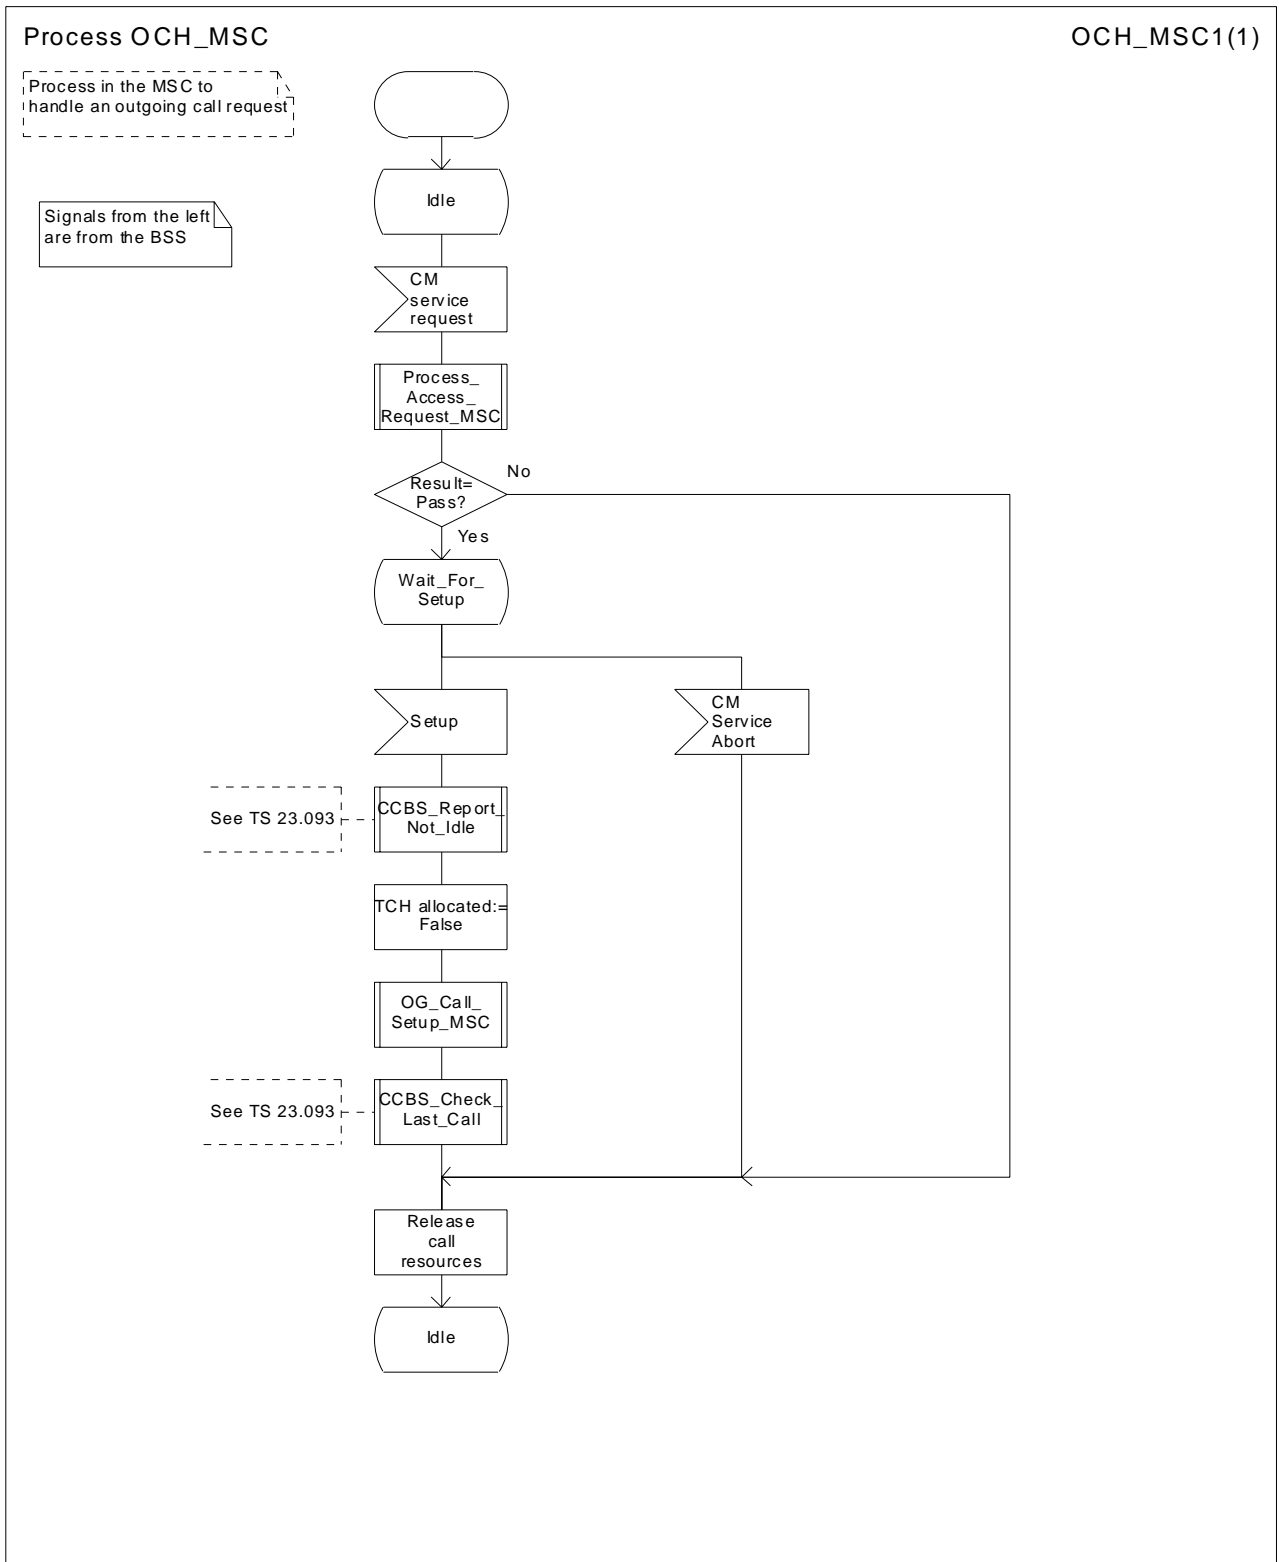 Process OCH_MSC
OCH_MSC1(1)
Process in the MSC to
handle an outgoing call request
Signals from the left
are from the BSS
Idle
CM
service
request
Process_
Access_
Request_MSC
Result=
Pass?
No
Yes
Wait_For_
Setup
Setup
CM
Service
Abort
See TS 23.093
CCBS_Report_
Not_Idle
TCH allocated:=
False
OG_Call_
Setup_MSC
See TS 23.093
CCBS_Check_
Last_Call
Release
call
resources
Idle